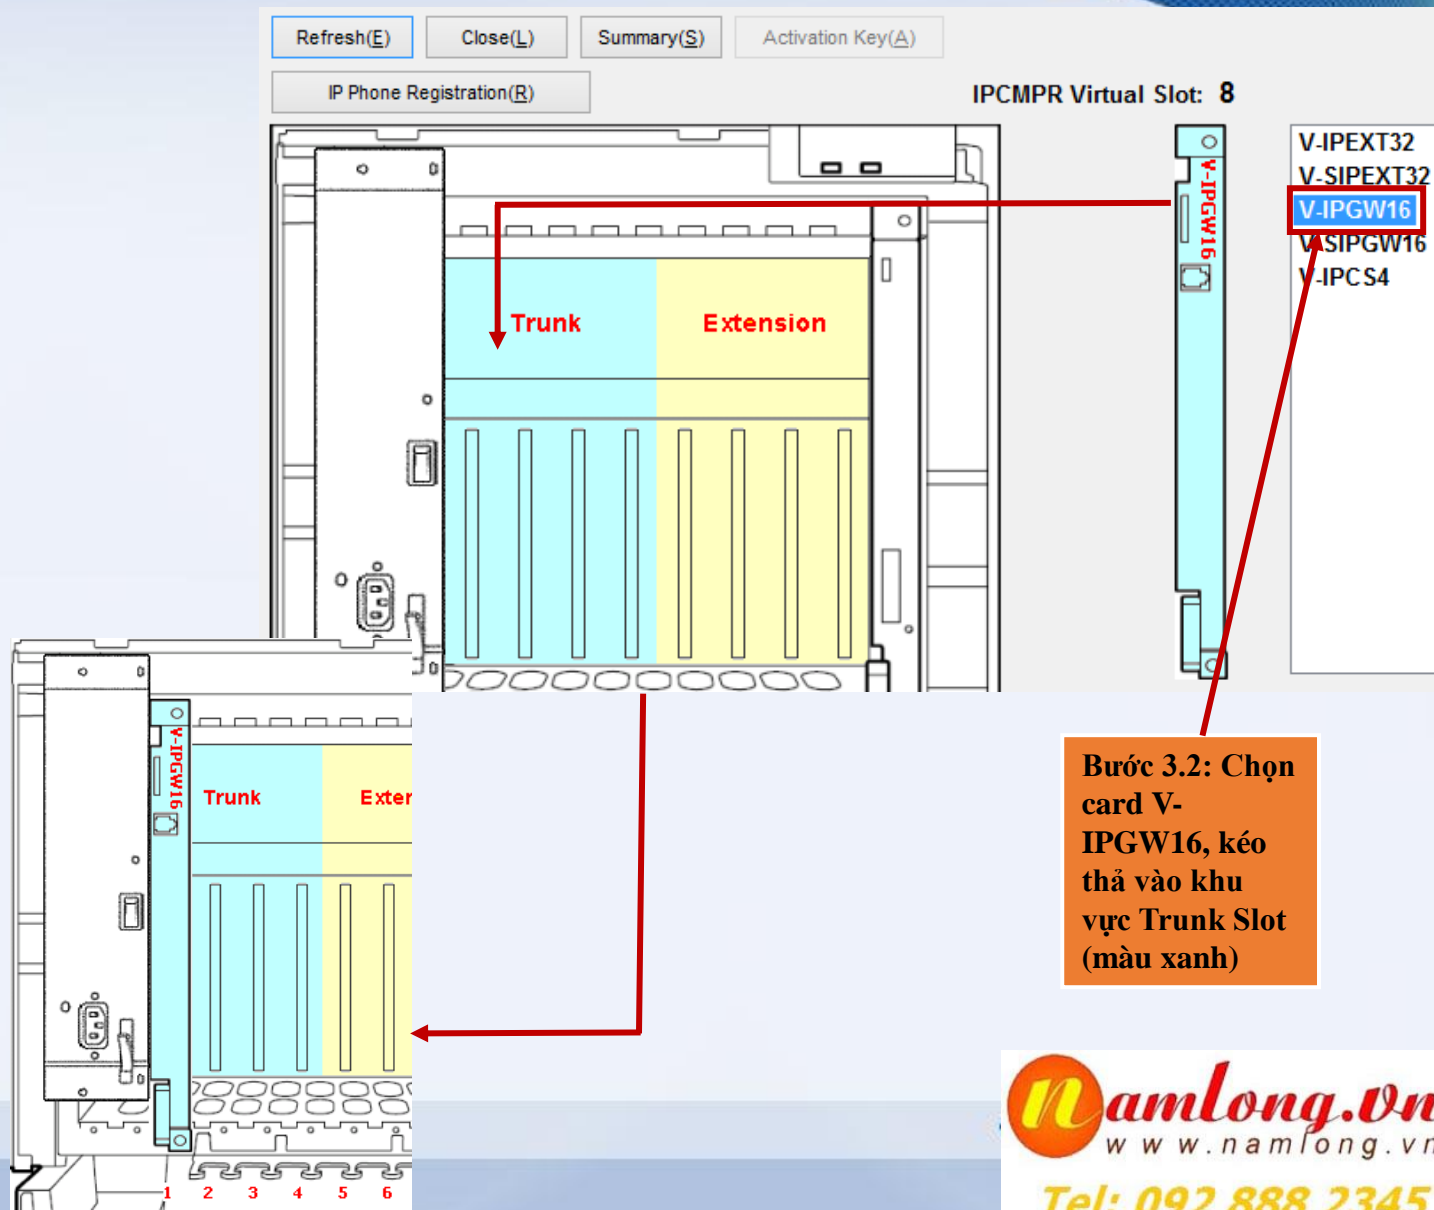 Refresh(E) Close(L) Summary(S) Activation Key(A)
IP Phone Registration(R)
IPCMPR Virtual Slot: 8
V-IPGW16
V-IPEXT32
V-SIPEXT32
V-IPGW16
V-SIPGW16
V-IPCS4
Trunk Extension
V-IPGW16
Trunk Exter
1 2 3 4 5 6
Bước 3.2: Chọn
card V-
IPGW16, kéo
thả vào khu
vực Trunk Slot
(màu xanh)
Namlong.vn
www.namlong.vn
Tel: 092 888 2345